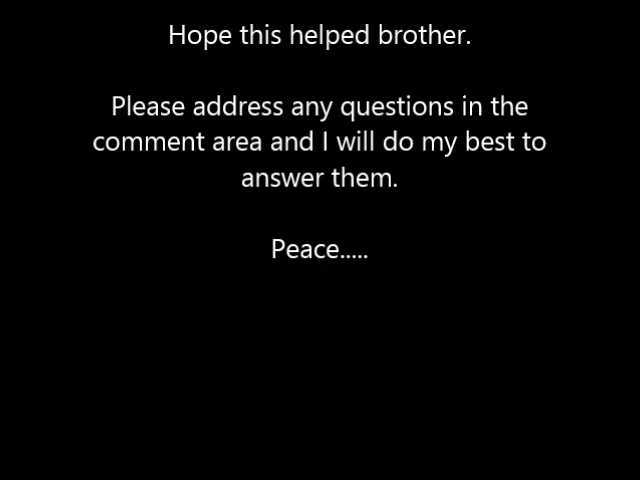 Hope this helped brother.
Please address any questions in the
comment area and I will do my best to
answer them.
Peace.....